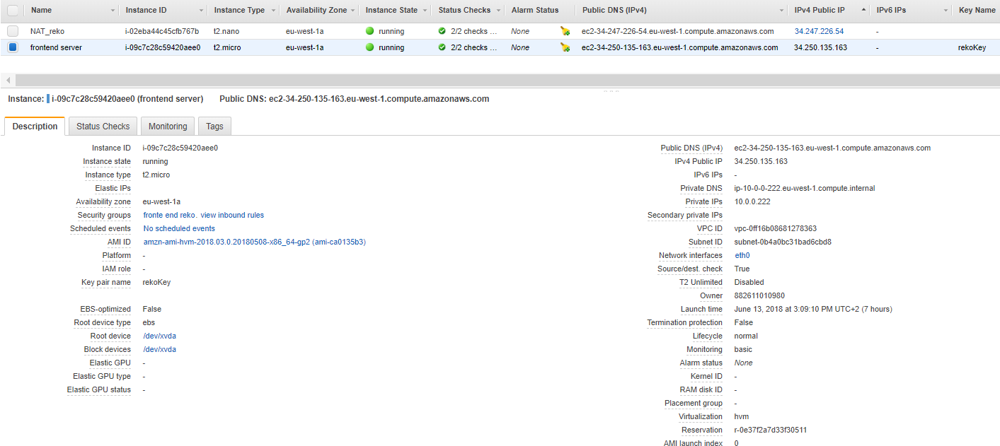 Name Instance ID Instance Type Availability Zone Instance State Status Checks Alarm Status Public DNS (IPv4) IPv4 Public IP IPv6 IPs Key Name
NAT_reko i-02eba44c45cfb767b t2.nano eu-west-1a running 2/2 checks ... None ec2-34-247-226-54.eu-west-1.compute.amazonaws.com 34.247.226.54 -
frontend server i-09c7c28c59420aee0 t2.micro eu-west-1a running 2/2 checks ... None ec2-34-250-135-163.eu-west-1.compute.amazonaws.com 34.250.135.163 - rekoKey
Instance: i-09c7c28c59420aee0 (frontend server) Public DNS: ec2-34-250-135-163.eu-west-1.compute.amazonaws.com
Description Status Checks Monitoring Tags
Instance ID i-09c7c28c59420aee0 Public DNS (IPv4) ec2-34-250-135-163.eu-west-1.compute.amazonaws.com
Instance state running IPv4 Public IP 34.250.135.163
Instance type t2.micro IPv6 IPs -
Elastic IPs Private DNS ip-10-0-0-222.eu-west-1.compute.internal
Availability zone eu-west-1a Private IPs 10.0.0.222
Security groups fronte end reko. view inbound rules Secondary private IPs
Scheduled events No scheduled events VPC ID vpc-0ff16b08681278363
AMI ID amzn-ami-hvm-2018.03.0.20180508-x86_64-gp2 (ami-ca0135b3) Subnet ID subnet-0b4a0bc31bad6cbd8
Platform - Network interfaces eth0
IAM role - Source/dest. check True
Key pair name rekoKey T2 Unlimited Disabled
Owner 882611010980
EBS-optimized False Launch time June 13, 2018 at 3:09:10 PM UTC+2 (7 hours)
Root device type ebs Termination protection False
Root device /dev/xvda Lifecycle normal
Block devices /dev/xvda Monitoring basic
Elastic GPU - Alarm status None
Elastic GPU type - Kernel ID -
Elastic GPU status - RAM disk ID -
Placement group -
Virtualization hvm
Reservation r-0e37f2a7d33f30511
AMI launch index 0